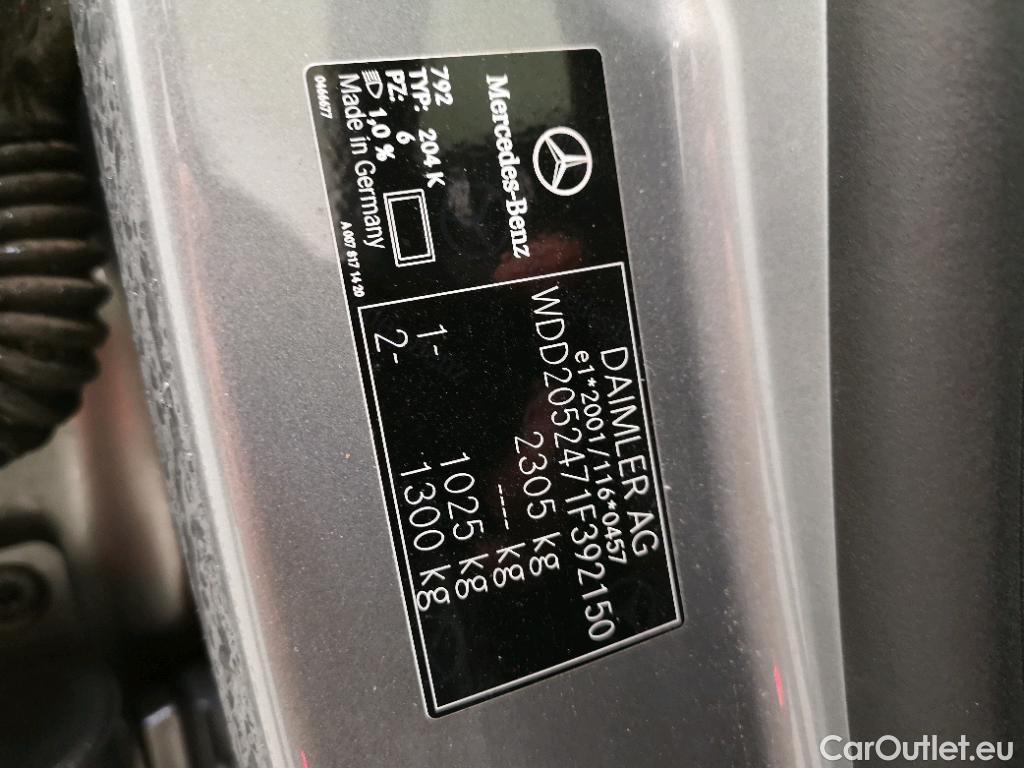 Mercedes-Benz
792
TYP: 204 K
PZ: 6
1,0 %
Made in Germany
0444677
A 007 817 14 20
DAIMLER AG
e1*2001/116*0457
WDD2052471F392150
2305 kg
---- kg
1- 1025 kg
2- 1300 kg
CarOutlet.eu